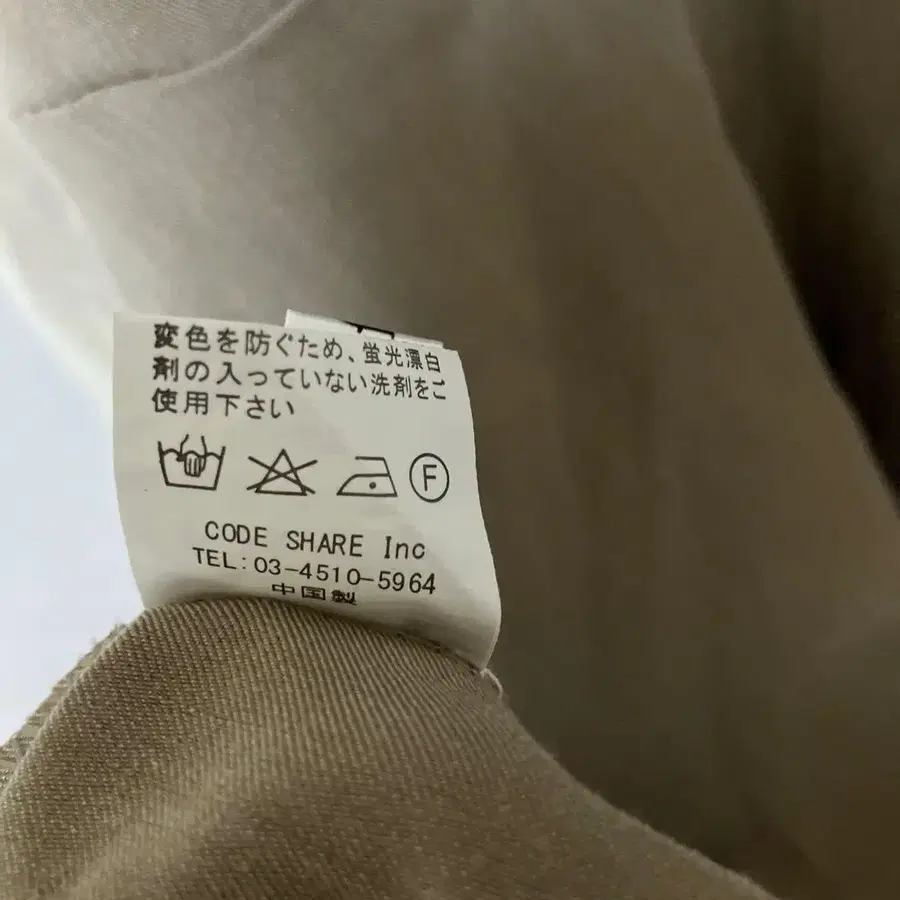 変色を防ぐため、蛍光漂白
剤の入っていない洗剤をご
使用下さい
F
CODE SHARE Inc
TEL:03-4510-5964
中国製